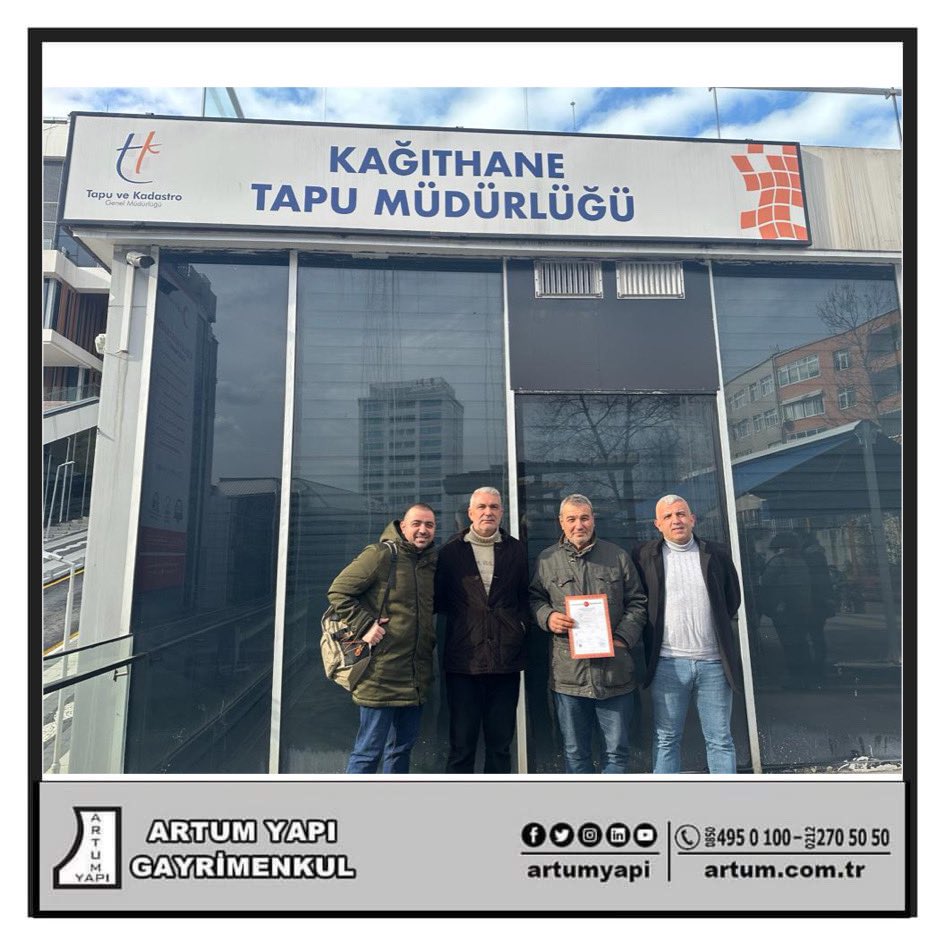 KAĞITHANE
TAPU MÜDÜRLÜĞÜ
Tapu ve Kadastro
Genel Müdürlüğü
ARTUM
YAPI
ARTUM YAPI
GAYRİMENKUL
artumyapi
0850 495 0 100 – 0212 270 50 50
artum.com.tr